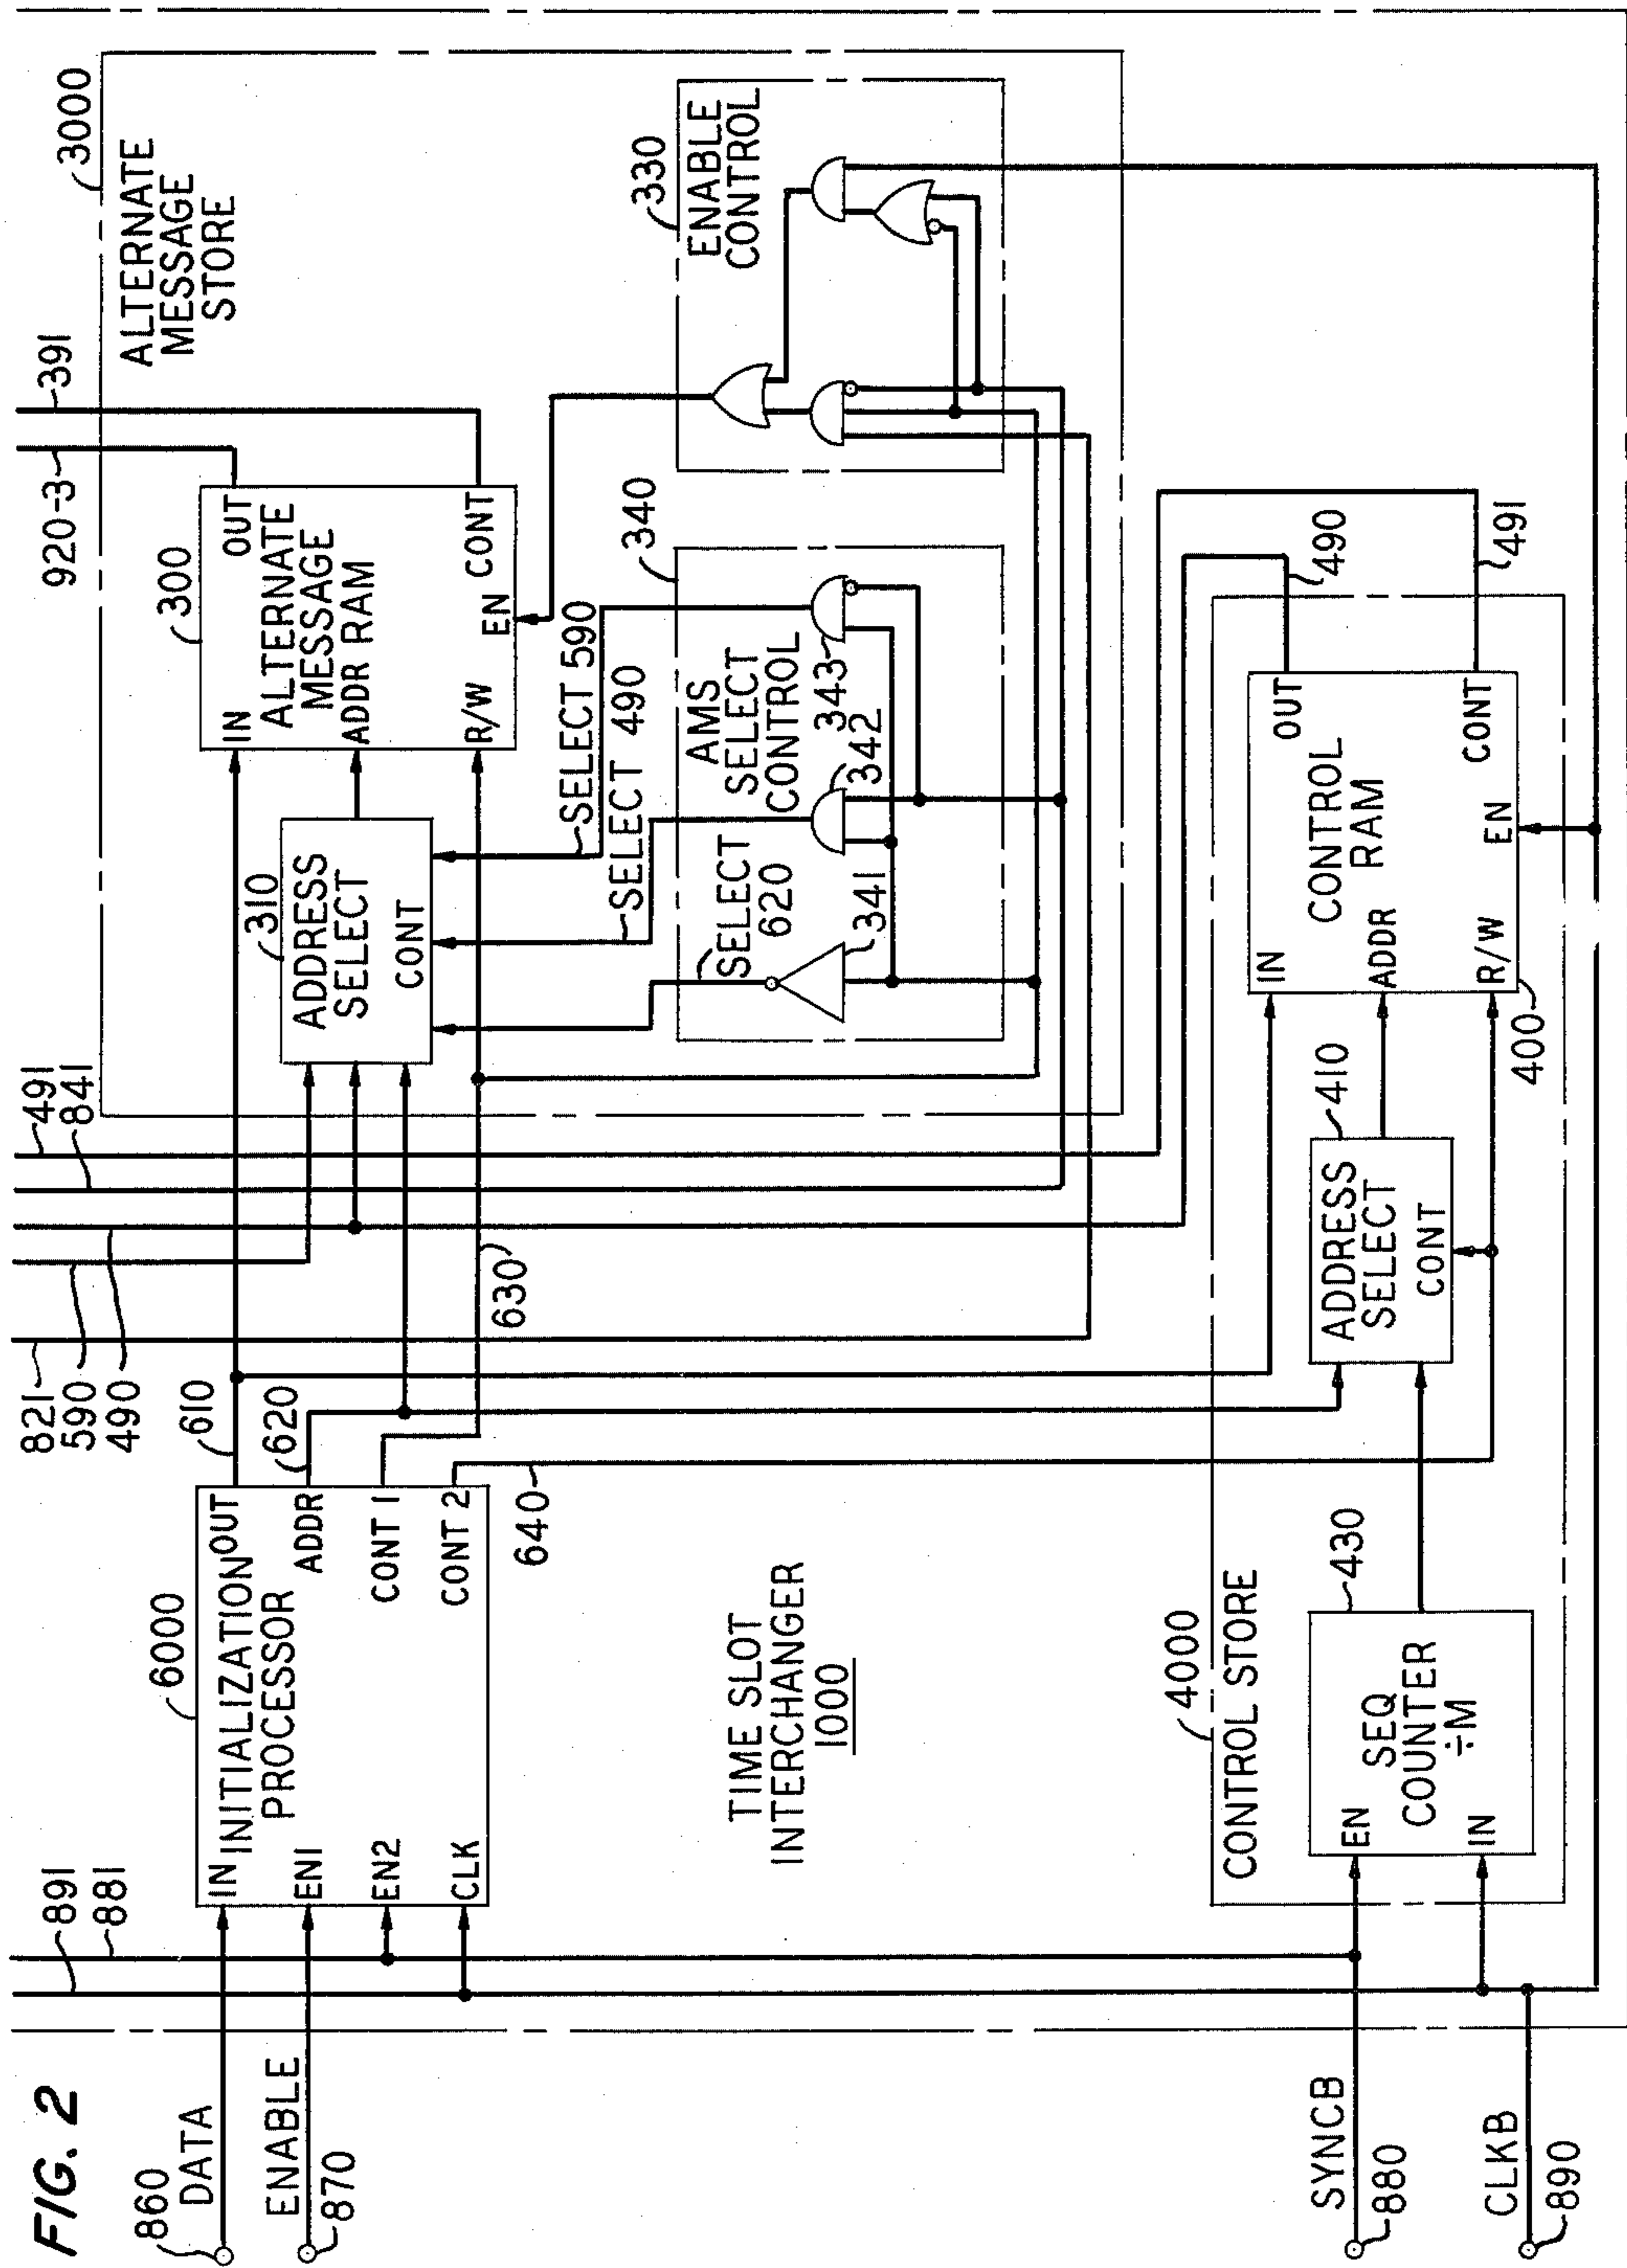 FIG. 2
860
DATA
ENABLE
870
SYNCB
880
CLKB
890
891
881
6000
IN
INITIALIZATION
PROCESSOR
OUT
EN1
ADDR
EN2
CONT 1
CLK
CONT 2
610
620
630
640
821
590
490
491
841
TIME SLOT
INTERCHANGER
1000
3000
ALTERNATE
MESSAGE
STORE
920-3
391
300
IN
OUT
ALTERNATE
MESSAGE
ADDR RAM
R/W
EN
CONT
310
ADDRESS
SELECT
CONT
SELECT 590
SELECT 490
SELECT
620
340
AMS
SELECT
CONTROL
341
342
343
330
ENABLE
CONTROL
4000
CONTROL STORE
430
EN
SEQ
COUNTER
÷M
IN
410
ADDRESS
SELECT
CONT
400
IN
OUT
CONTROL
RAM
ADDR
R/W
EN
CONT
490
491